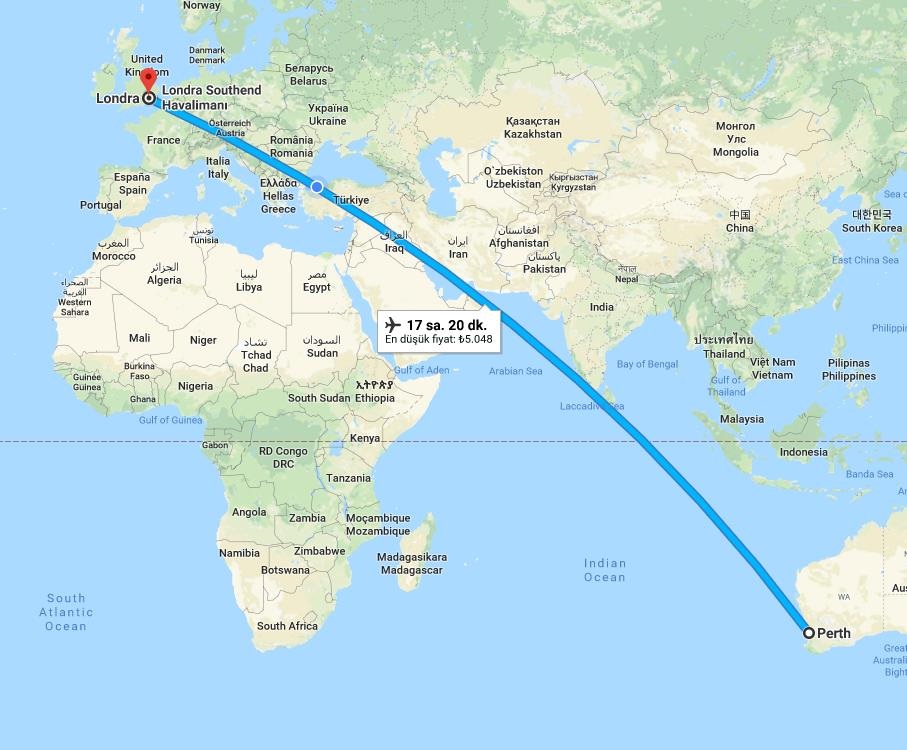 Norway
Danmark
Denmark
United
Kingdom
Беларусь
Belarus
Londra
Londra Southend
Havalimanı
Україна
Ukraine
Österreich
Austria
France
România
Romania
Italia
Italy
España
Spain
Portugal
Ελλάδα
Hellas
Greece
Türkiye
Қазақстан
Kazakhstan
Монгол
Улс
Mongolia
O`zbekiston
Uzbekistan
Кыргызстан
Kyrgyzstan
中国
China
대한민국
South Korea
Sea o
East China Sea
افغانستان
Afghanistan
ایران
Iran
العراق
Iraq
پاکستان
Pakistan
नेपाल
Nepal
India
المغرب
Morocco
تونس
Tunisia
الجزائر
Algeria
ليبيا
Libya
مصر
Egypt
الصحراء
الغربية
Western
Sahara
Mali
Niger
تشاد
Tchad
Chad
السودان
Sudan
17 sa. 20 dk.
En düşük fiyat: ₺5.048
Burkina
Faso
Guinée
Guinea
Ghana
Nigeria
South Sudan
ኢትዮጵያ
Ethiopia
Gulf of Aden
Arabian Sea
Bay of Bengal
Laccadive Sea
ประเทศไทย
Thailand
Gulf of
Thailand
Việt Nam
Vietnam
Philippi
Pilipinas
Philippines
Malaysia
Indonesia
Banda Sea
Gulf of Guinea
Gabon
RD Congo
DRC
Kenya
Tanzania
Angola
Zambia
Moçambique
Mozambique
Namibia
Zimbabwe
Botswana
Madagasikara
Madagascar
South Africa
South
Atlantic
Ocean
Indian
Ocean
WA
Aus
Perth
Great
Australi
Bight